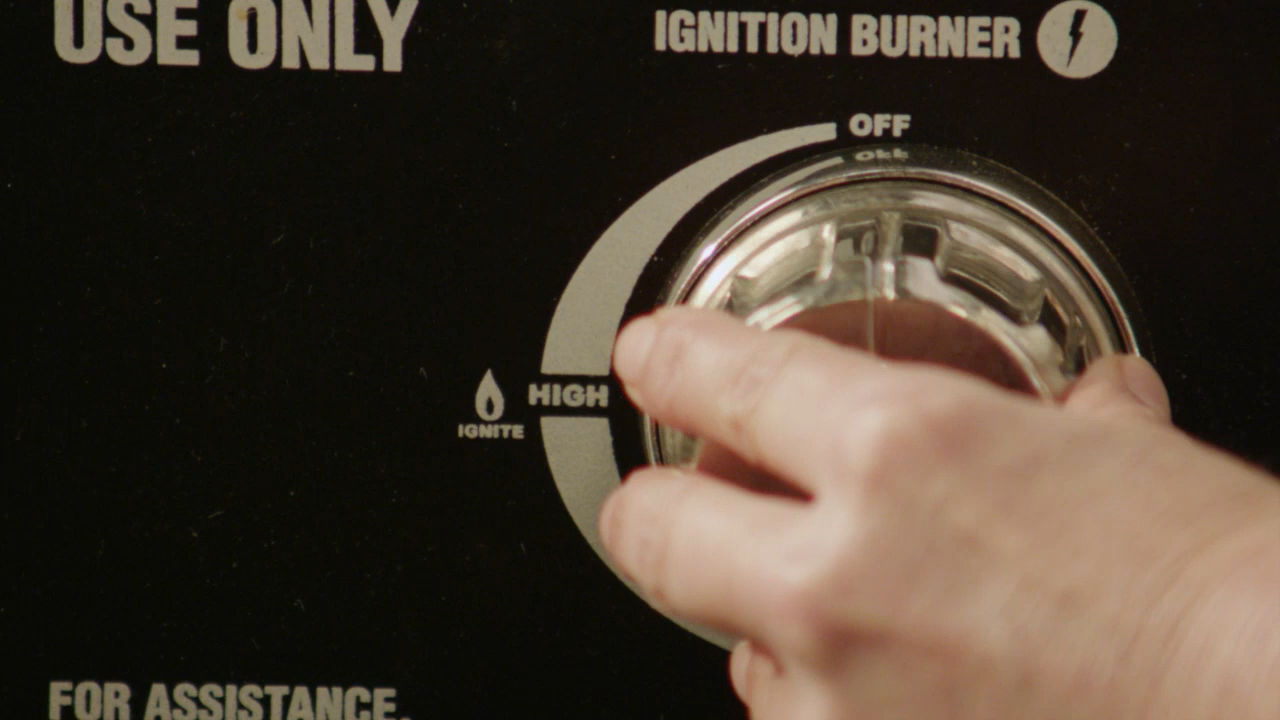 USE ONLY
IGNITION BURNER
OFF
HIGH
IGNITE
FOR ASSISTANCE,